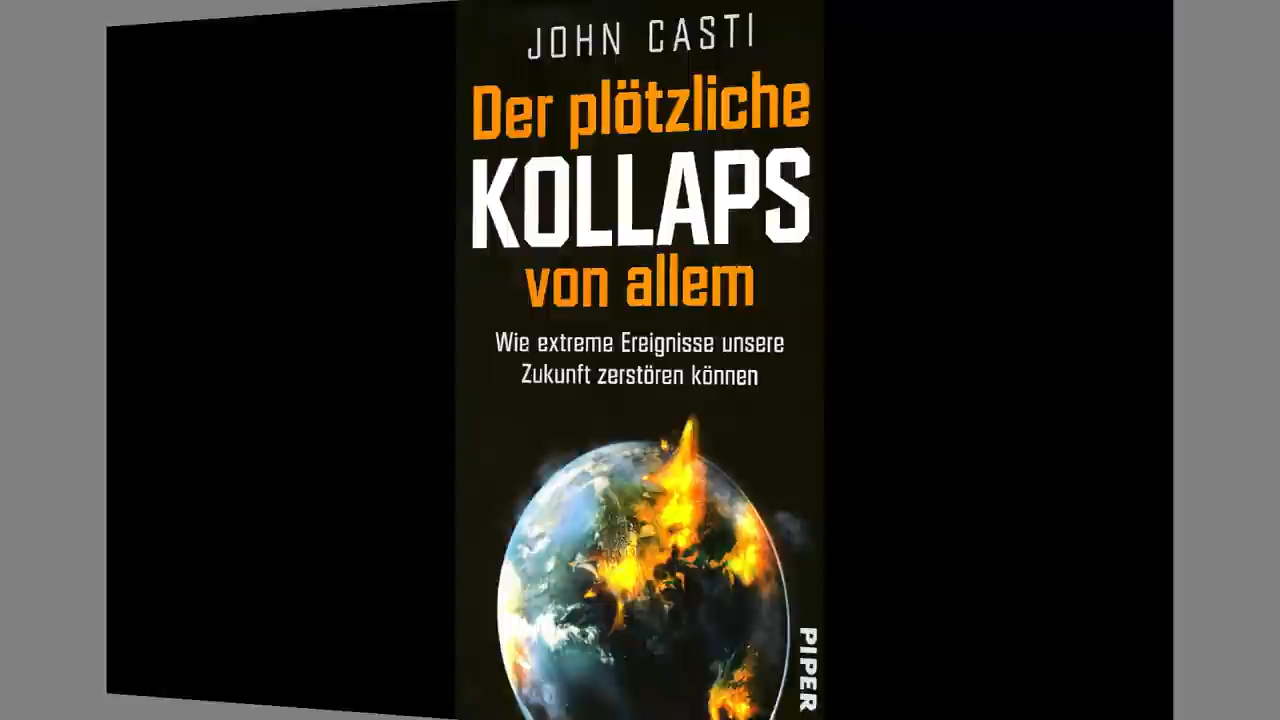 JOHN CASTI
Der plötzliche
KOLLAPS
von allem
Wie extreme Ereignisse unsere
Zukunft zerstören können
PIPER